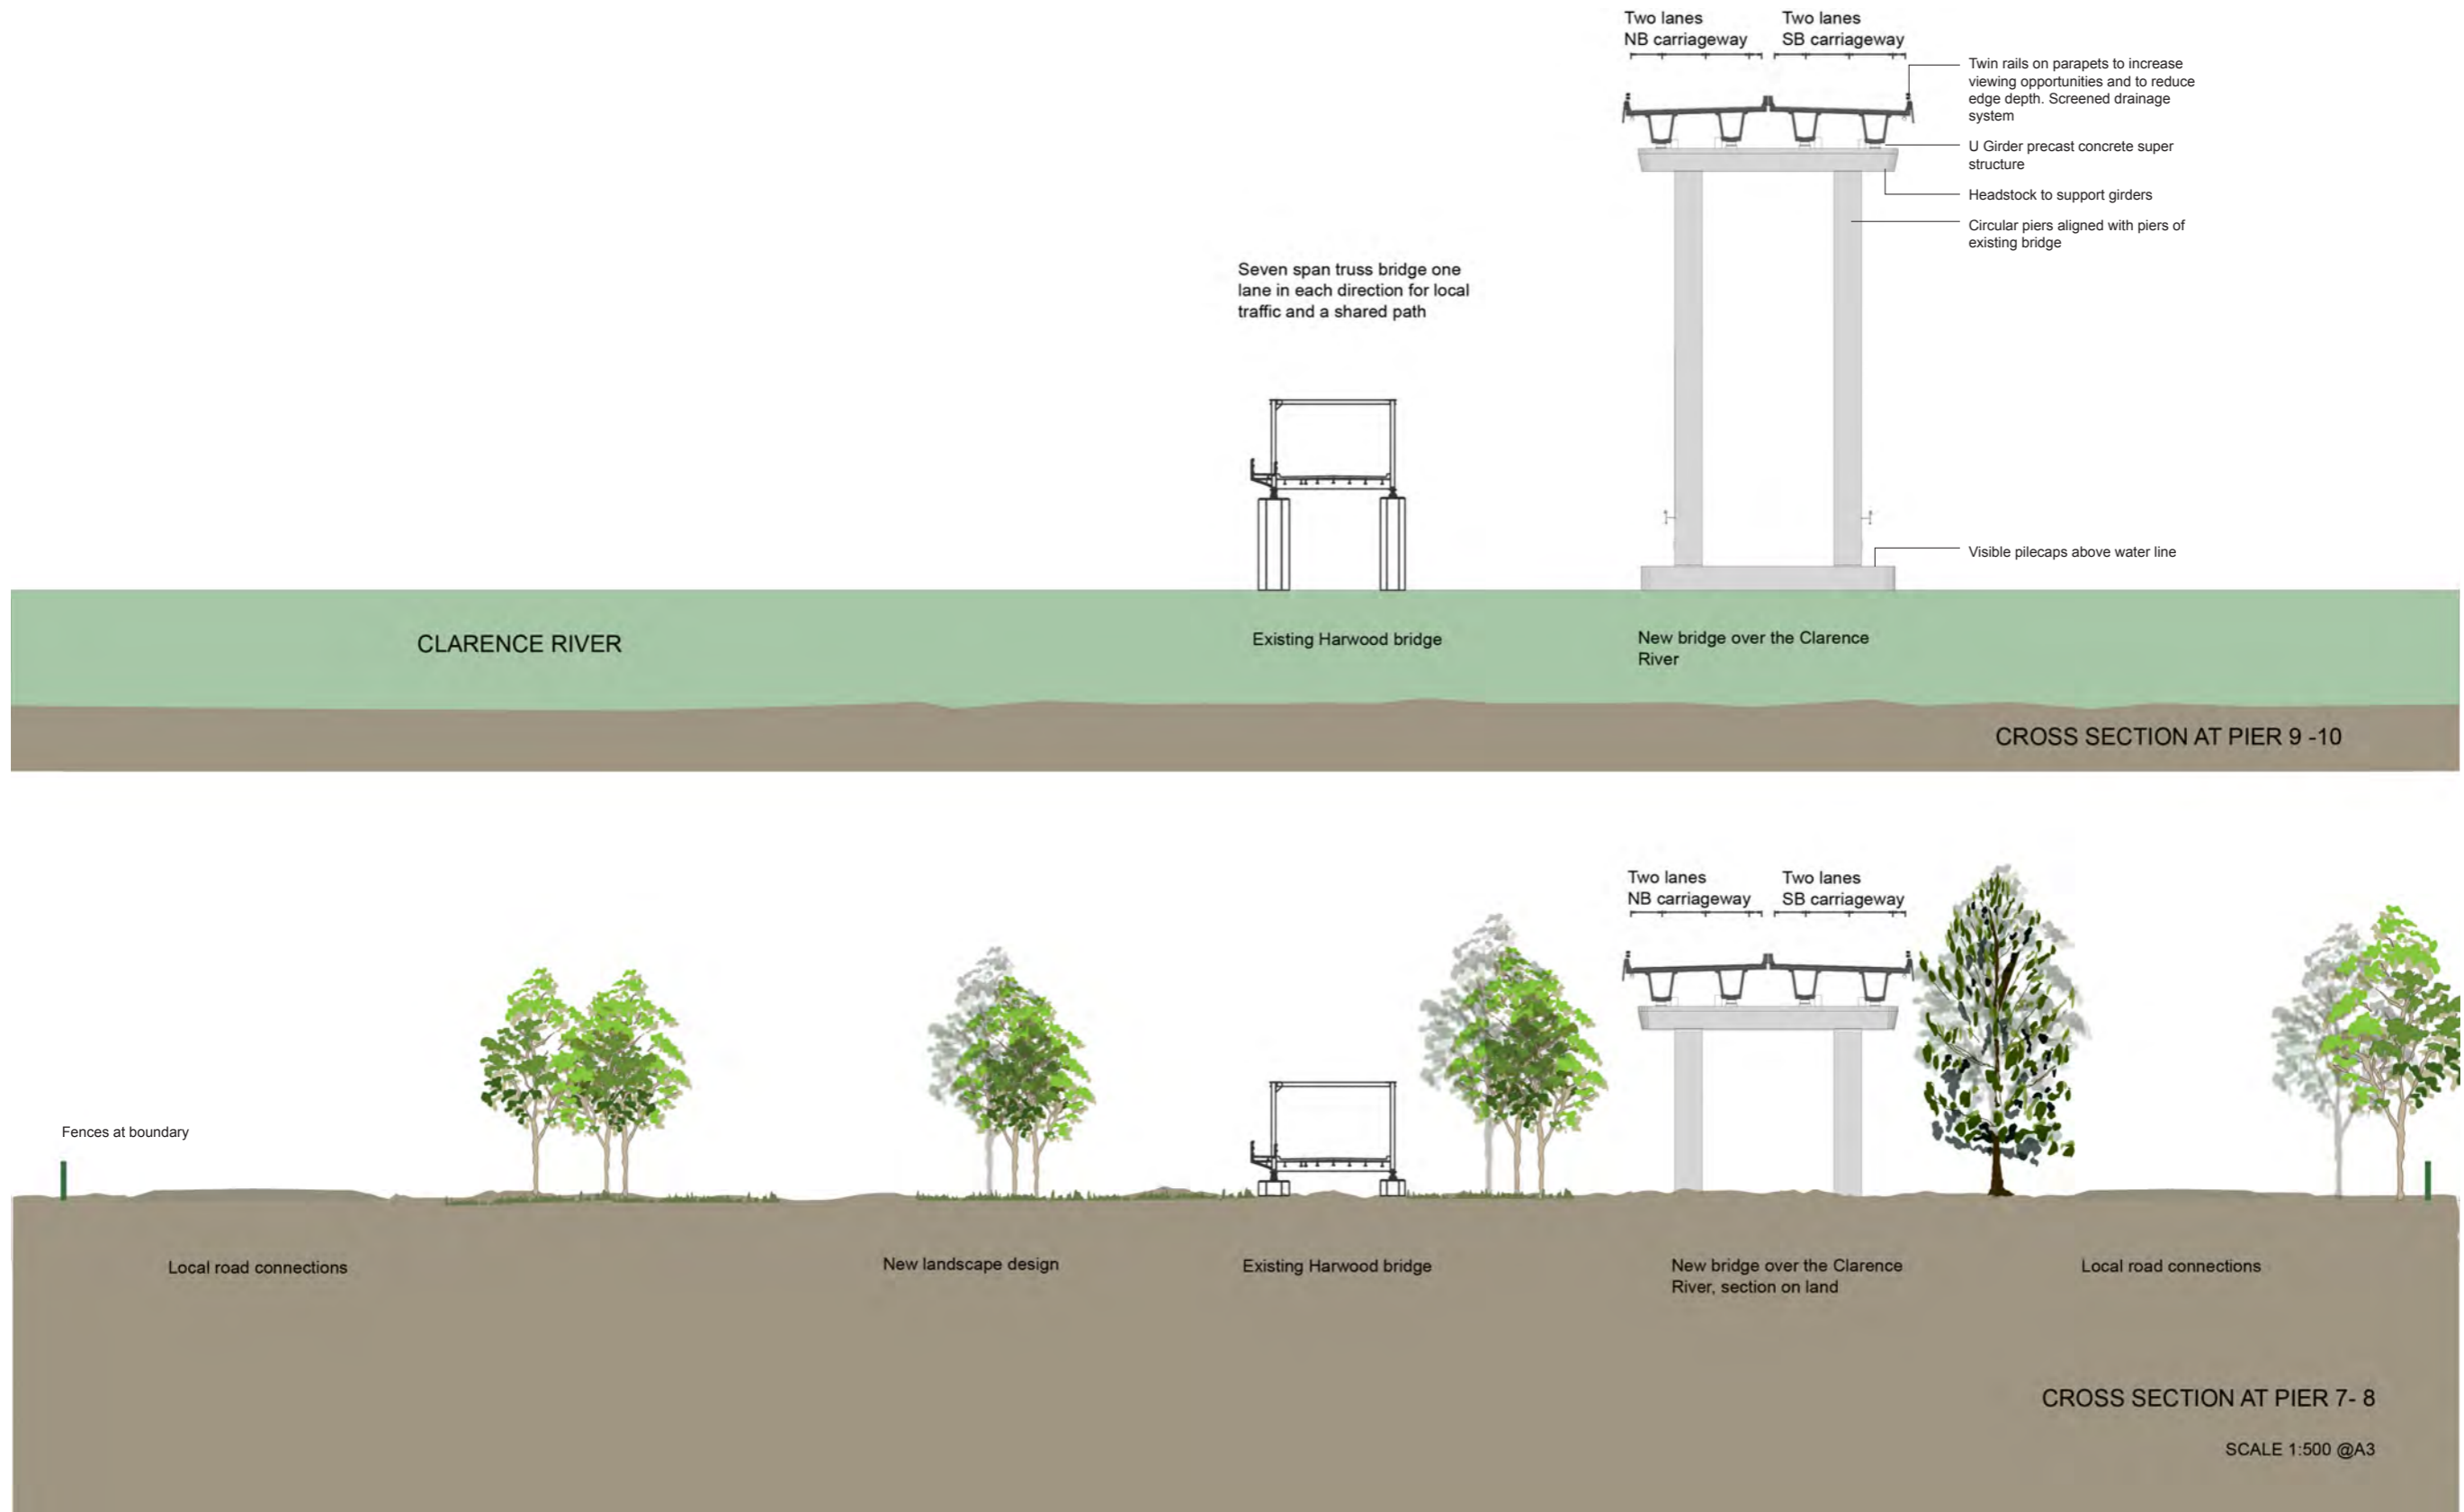 Two lanes
NB carriageway
Two lanes
SB carriageway
Twin rails on parapets to increase
viewing opportunities and to reduce
edge depth. Screened drainage
system
U Girder precast concrete super
structure
Headstock to support girders
Circular piers aligned with piers of
existing bridge
Seven span truss bridge one
lane in each direction for local
traffic and a shared path
Visible pilecaps above water line
CLARENCE RIVER
Existing Harwood bridge
New bridge over the Clarence
River
CROSS SECTION AT PIER 9 -10
Two lanes
NB carriageway
Two lanes
SB carriageway
Fences at boundary
Local road connections
New landscape design
Existing Harwood bridge
New bridge over the Clarence
River, section on land
Local road connections
CROSS SECTION AT PIER 7- 8
SCALE 1:500 @A3